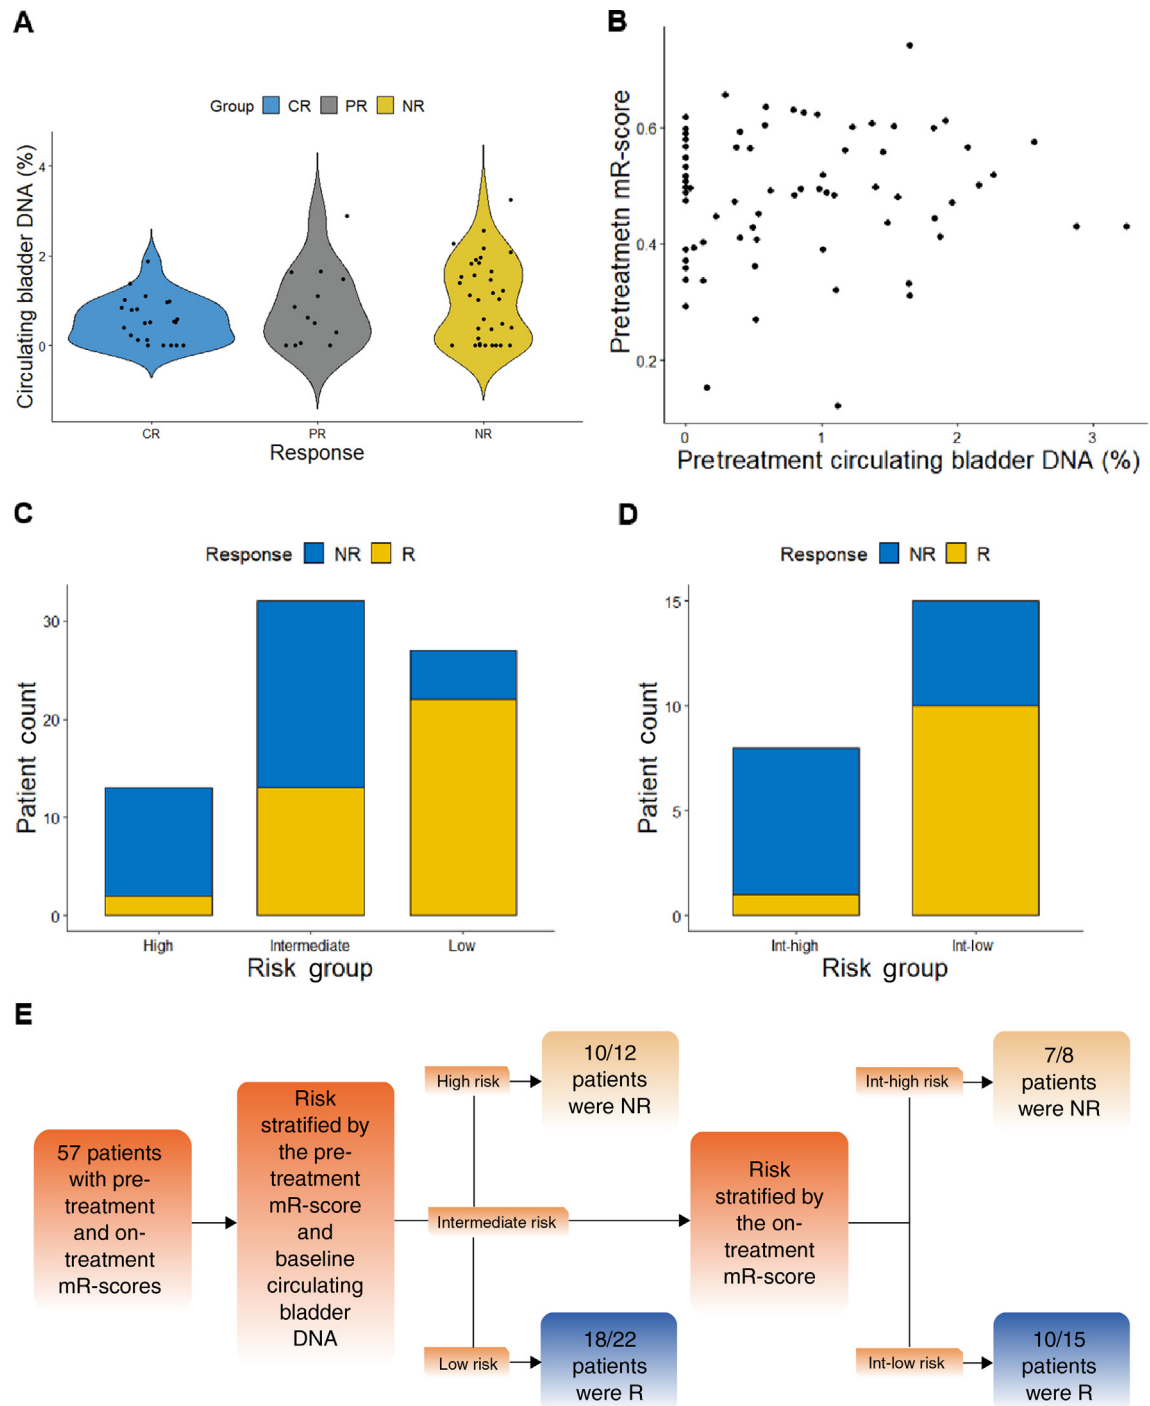 A
Group CR PR NR
Circulating bladder DNA (%)
4
2
0
CR PR NR
Response
B
Pretreatmetn mR-score
0.6
0.4
0.2
0 1 2 3
Pretreatment circulating bladder DNA (%)
C
Response NR R
Patient count
30
20
10
0
High Intermediate Low
Risk group
D
Response NR R
Patient count
15
10
5
0
Int-high Int-low
Risk group
E
57 patients
with pre-
treatment
and on-
treatment
mR-scores
Risk
stratified by
the pre-
treatment
mR-score
and
baseline
circulating
bladder
DNA
High risk
10/12
patients
were NR
Intermediate risk
Low risk
18/22
patients
were R
Risk
stratified by
the on-
treatment
mR-score
Int-high risk
7/8
patients
were NR
Int-low risk
10/15
patients
were R